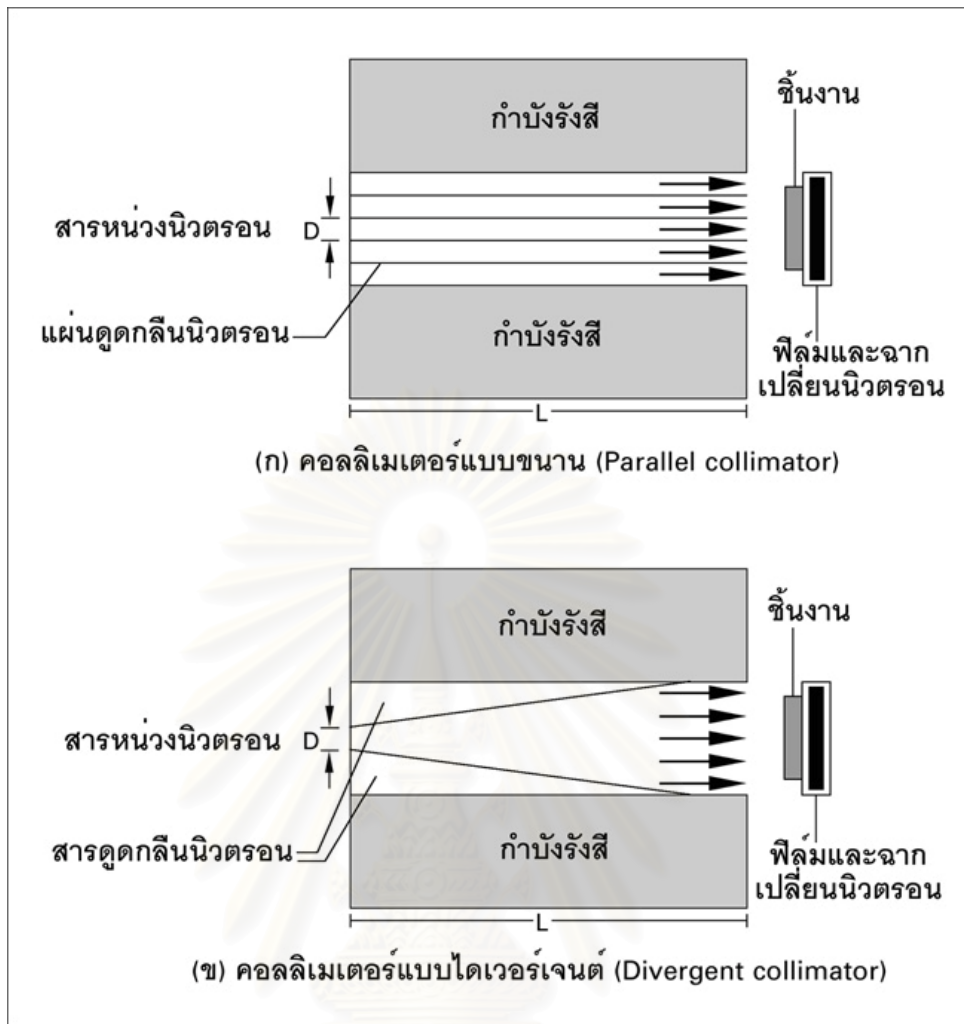 กำบังรังสี
ชิ้นงาน
สารหน่วงนิวตรอน
D
แผ่นดูดกลืนนิวตรอน
กำบังรังสี
ฟิล์มและฉาก
เปลี่ยนนิวตรอน
L
(ก) คอลลิเมเตอร์แบบขนาน (Parallel collimator)
กำบังรังสี
ชิ้นงาน
สารหน่วงนิวตรอน
D
สารดูดกลืนนิวตรอน
กำบังรังสี
ฟิล์มและฉาก
เปลี่ยนนิวตรอน
L
(ข) คอลลิเมเตอร์แบบไดเวอร์เจนต์ (Divergent collimator)